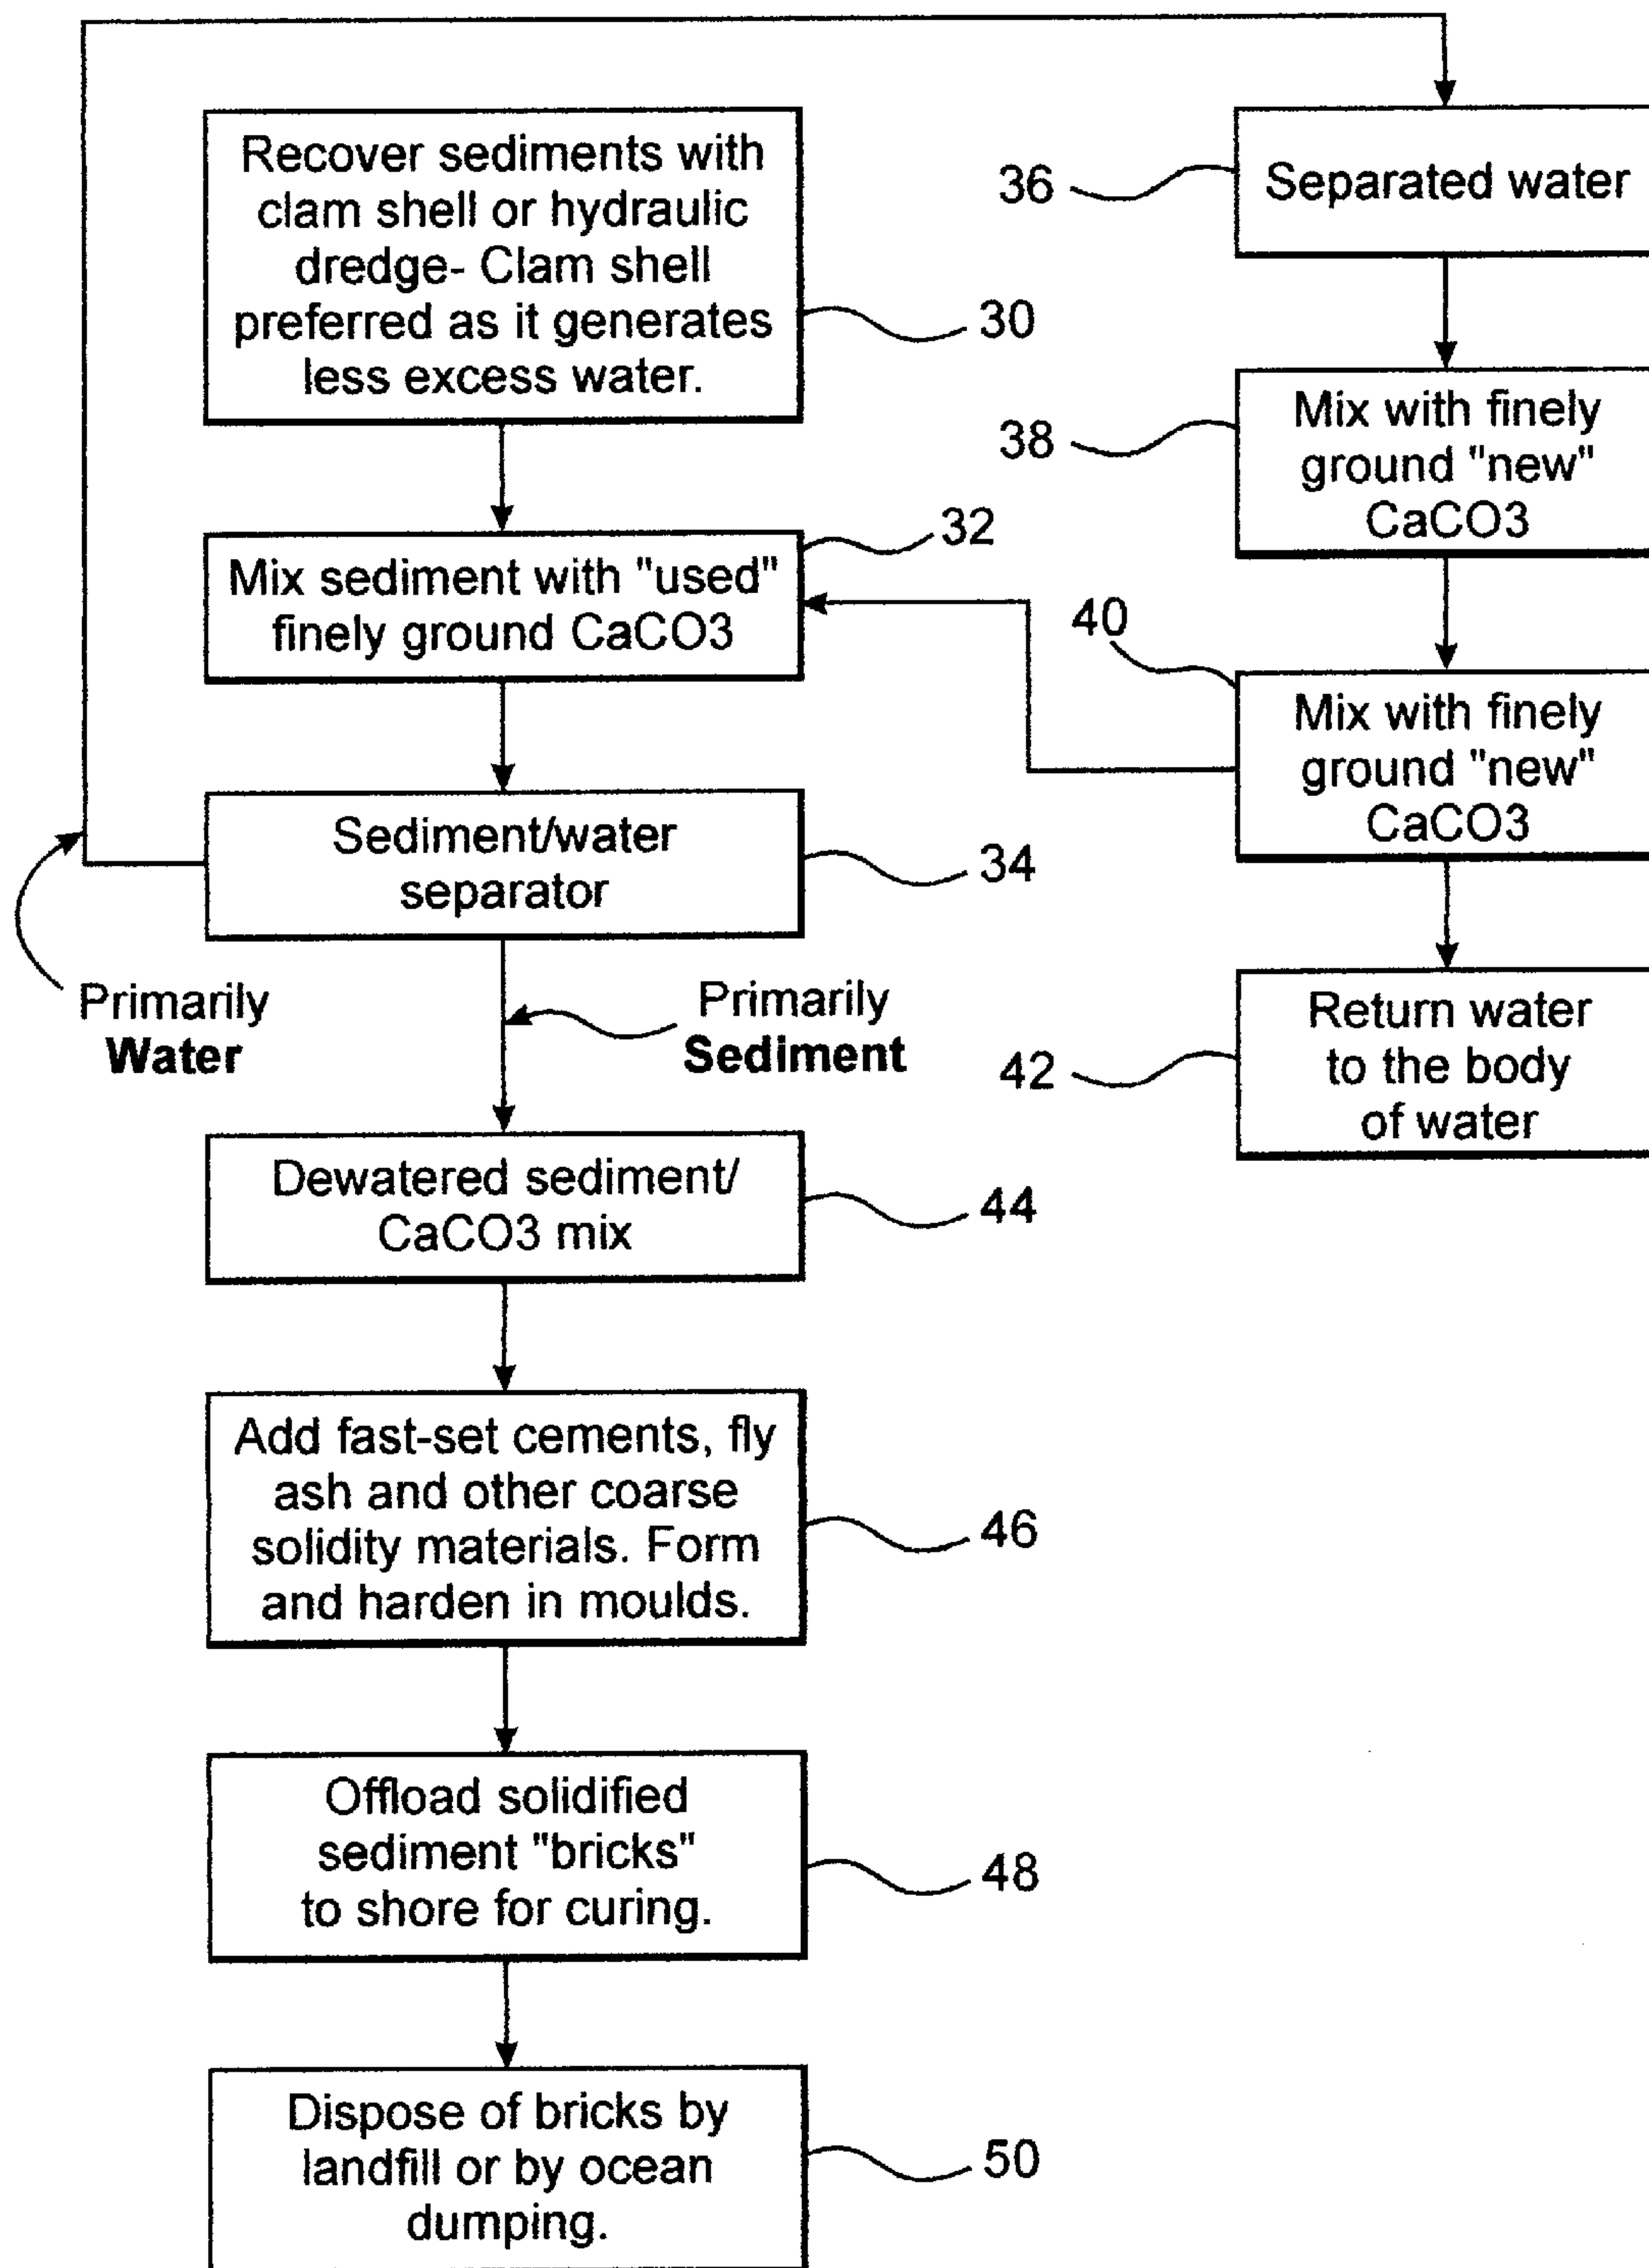 Recover sediments with
clam shell or hydraulic
dredge- Clam shell
preferred as it generates
less excess water.
30
Mix sediment with "used"
finely ground CaCO3
32
Sediment/water
separator
34
Primarily
Water
Primarily
Sediment
Dewatered sediment/
CaCO3 mix
44
Add fast-set cements, fly
ash and other coarse
solidity materials. Form
and harden in moulds.
46
Offload solidified
sediment "bricks"
to shore for curing.
48
Dispose of bricks by
landfill or by ocean
dumping.
50
36
Separated water
38
Mix with finely
ground "new"
CaCO3
40
Mix with finely
ground "new"
CaCO3
42
Return water
to the body
of water